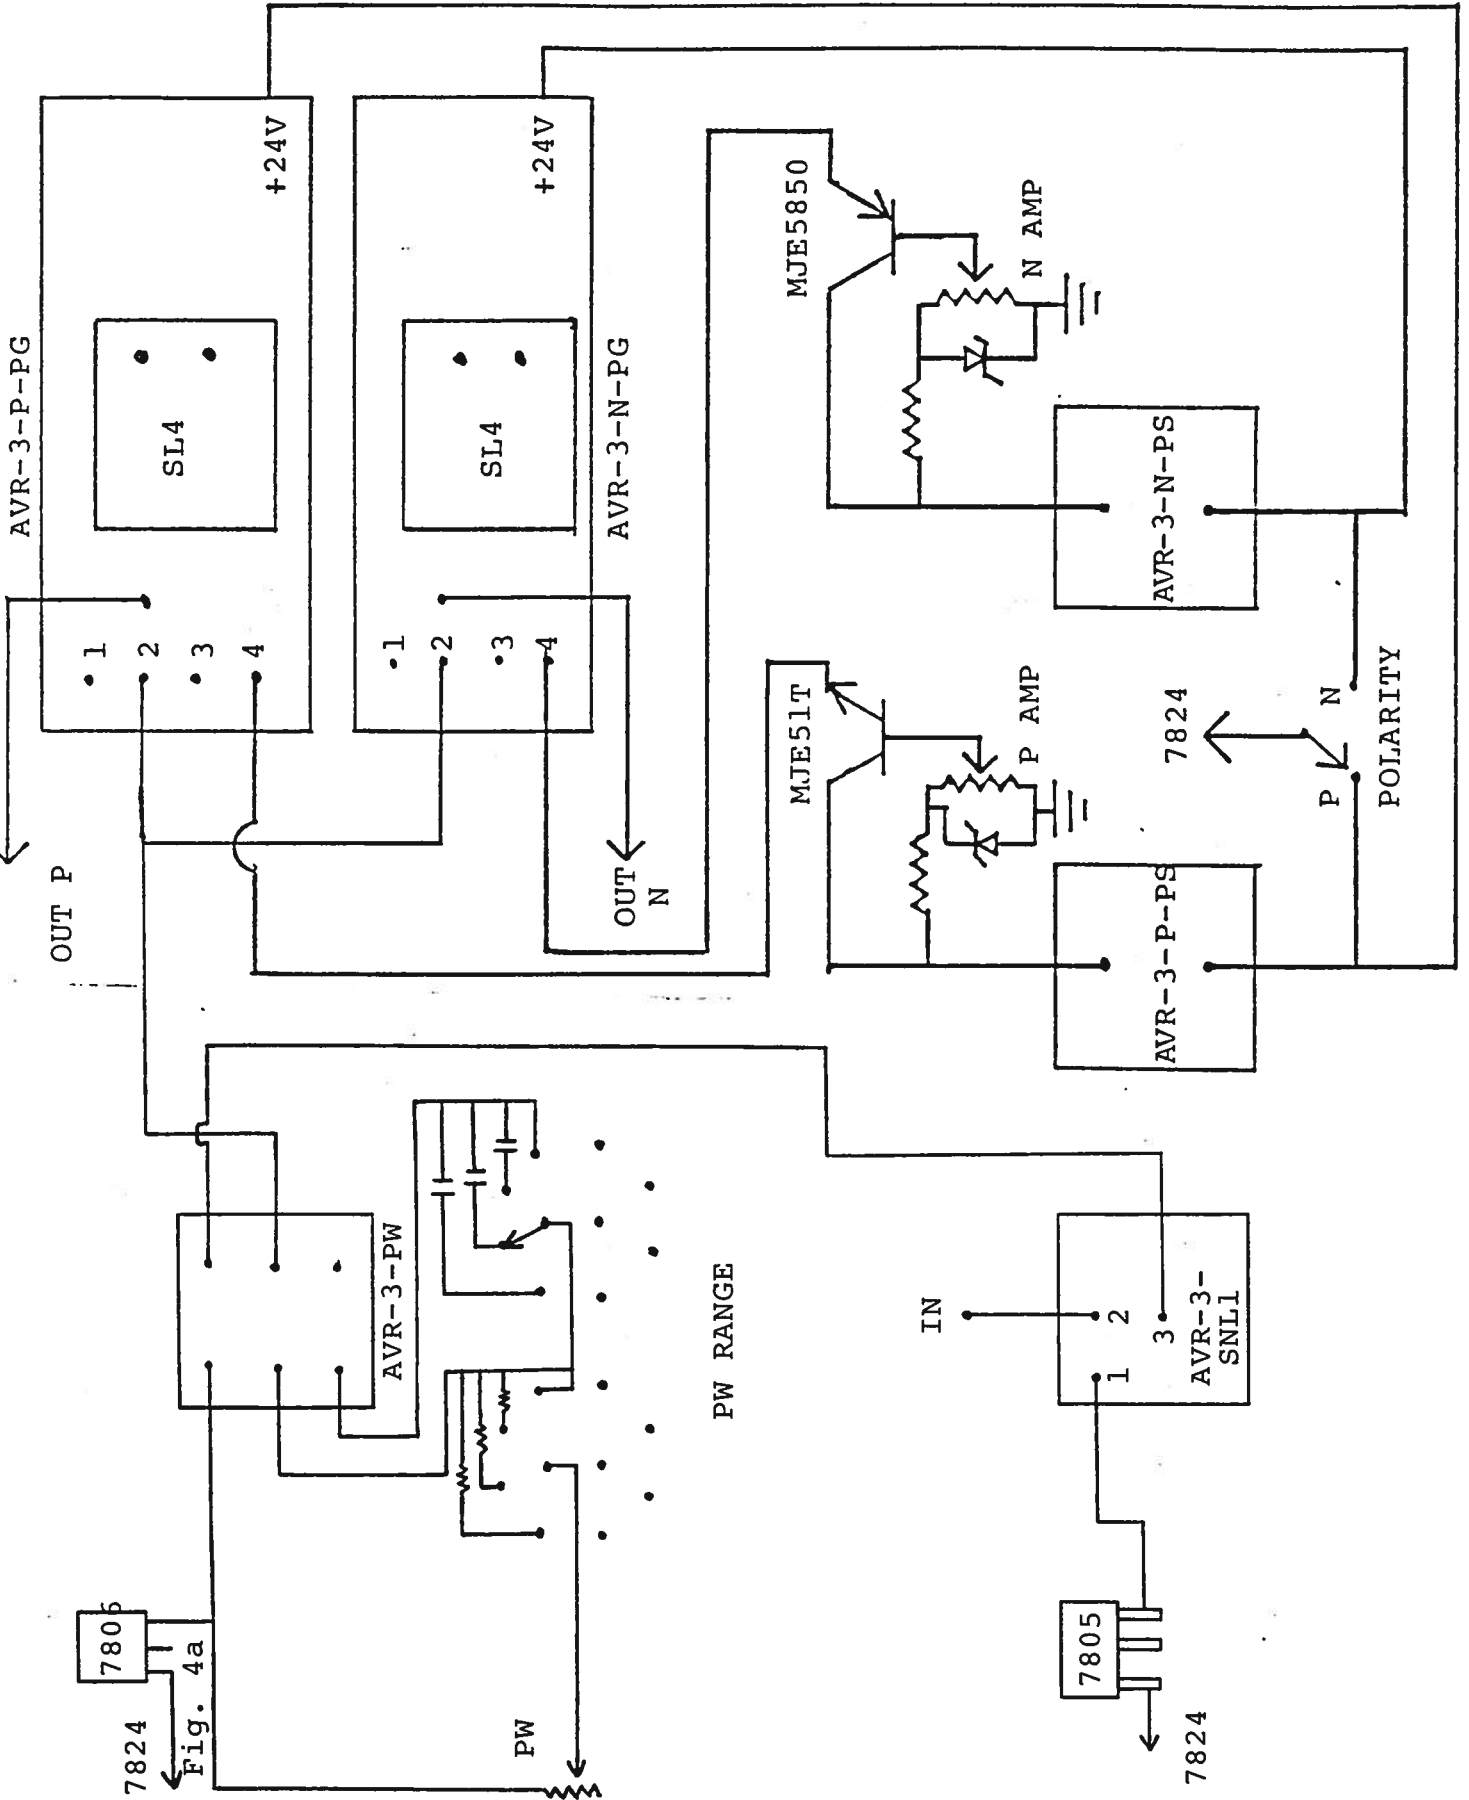 7824
7806
Fig. 4a
PW
AVR-3-PW
PW RANGE
OUT P
1
2
3
4
AVR-3-P-PG
SL4
+24V
1
2
3
4
OUT
N
AVR-3-N-PG
SL4
+24V
MJE51T
P AMP
MJE5850
N AMP
7824
7805
IN
1
2
3
AVR-3-
SNL1
AVR-3-P-PS
AVR-3-N-PS
7824
P
N
POLARITY